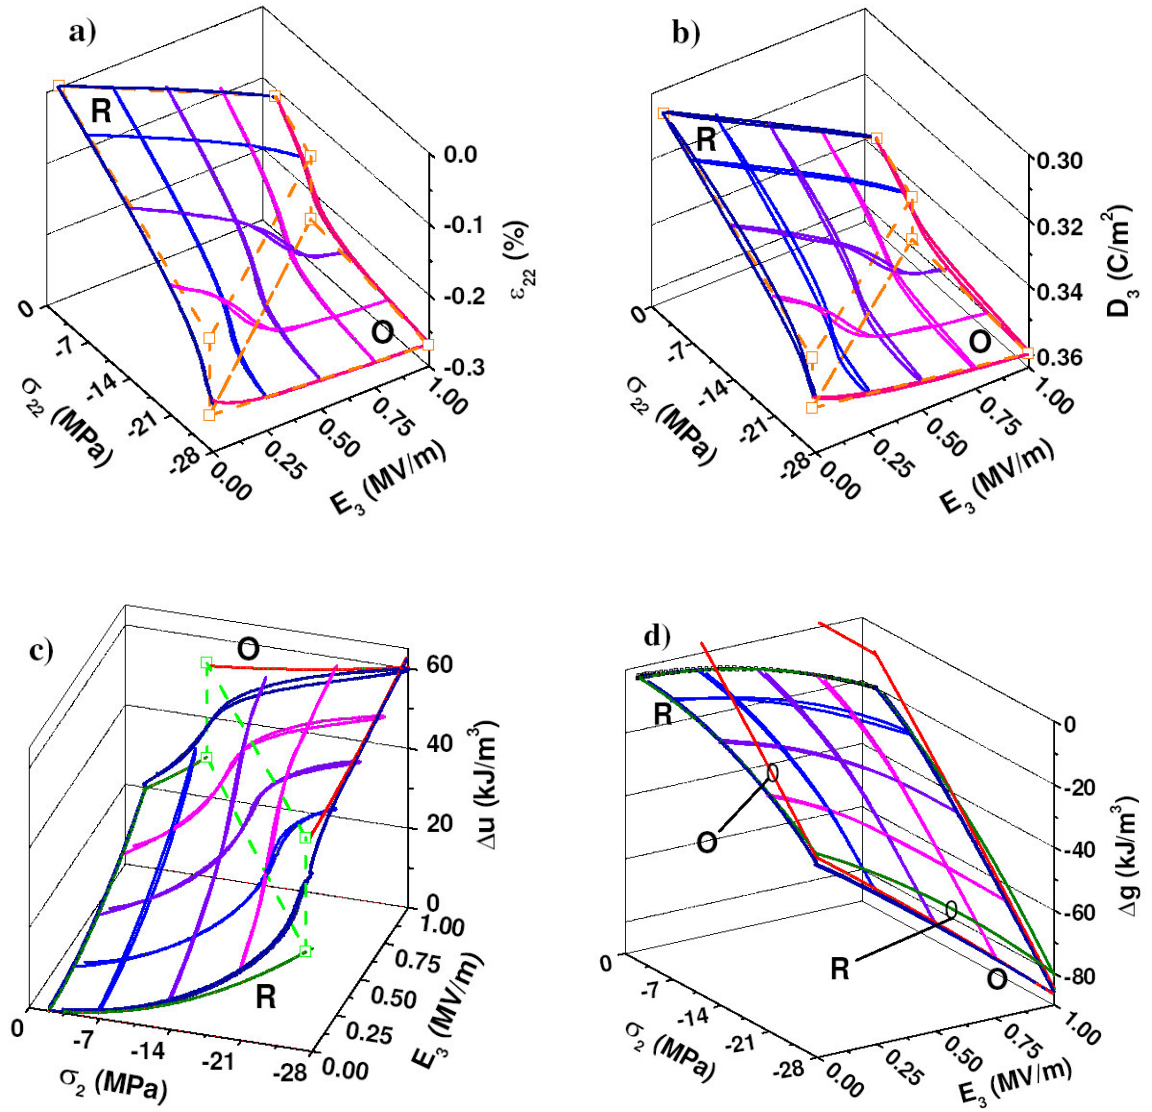 a)
R
O
0.0
-0.1
-0.2
-0.3
ε22 (%)
0
-7
-14
-21
-28
σ22 (MPa)
0.00
0.25
0.50
0.75
1.00
E3 (MV/m)
b)
R
O
0.30
0.32
0.34
0.36
D3 (C/m2)
0
-7
-14
-21
-28
σ22 (MPa)
0.00
0.25
0.50
0.75
1.00
E3 (MV/m)
c)
O
R
60
40
20
0
Δu (kJ/m3)
0
-7
-14
-21
-28
σ2 (MPa)
0.00
0.25
0.50
0.75
1.00
E3 (MV/m)
d)
R
O
R
O
0
-20
-40
-60
-80
Δg (kJ/m3)
0
-7
-14
-21
-28
σ2 (MPa)
0.00
0.25
0.50
0.75
1.00
E3 (MV/m)